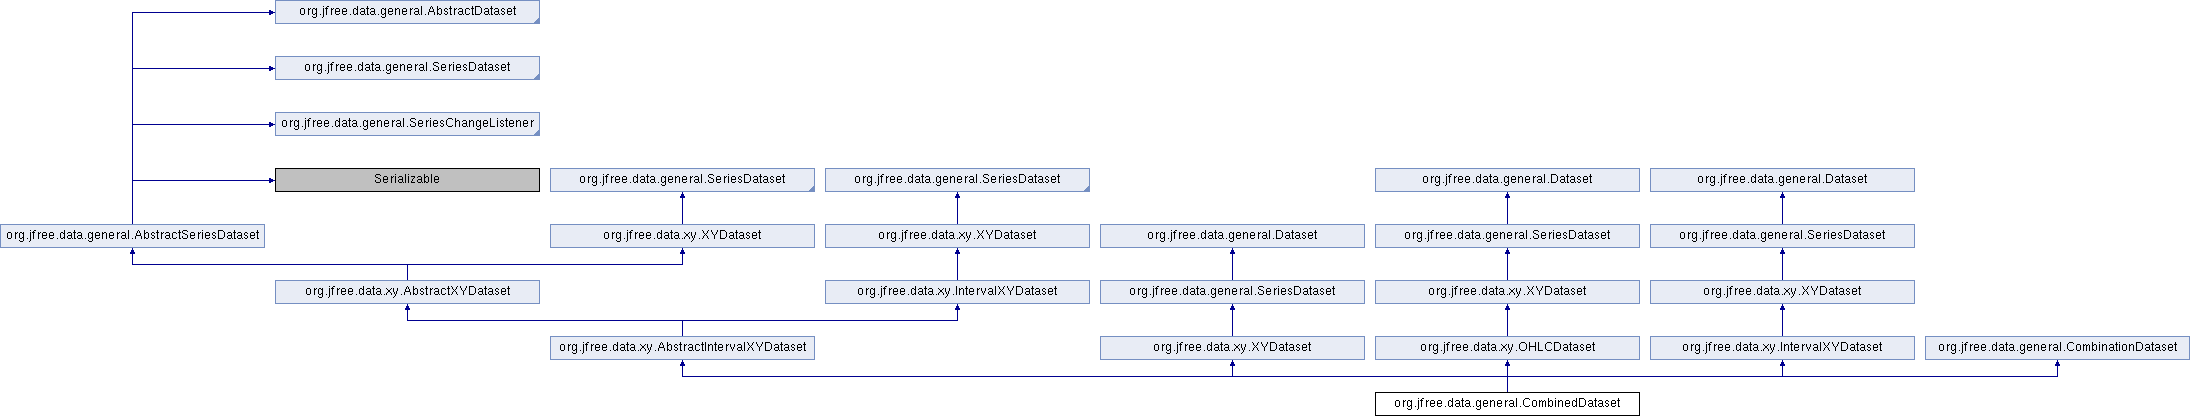 org.jfree.data.general.AbstractDataset
org.jfree.data.general.SeriesDataset
org.jfree.data.general.SeriesChangeListener
Serializable
org.jfree.data.general.SeriesDataset
org.jfree.data.general.SeriesDataset
org.jfree.data.general.Dataset
org.jfree.data.general.Dataset
org.jfree.data.general.AbstractSeriesDataset
org.jfree.data.xy.XYDataset
org.jfree.data.xy.XYDataset
org.jfree.data.general.Dataset
org.jfree.data.general.SeriesDataset
org.jfree.data.general.SeriesDataset
org.jfree.data.xy.AbstractXYDataset
org.jfree.data.xy.IntervalXYDataset
org.jfree.data.general.SeriesDataset
org.jfree.data.xy.XYDataset
org.jfree.data.xy.XYDataset
org.jfree.data.xy.AbstractIntervalXYDataset
org.jfree.data.xy.XYDataset
org.jfree.data.xy.OHLCDataset
org.jfree.data.xy.IntervalXYDataset
org.jfree.data.general.CombinationDataset
org.jfree.data.general.CombinedDataset